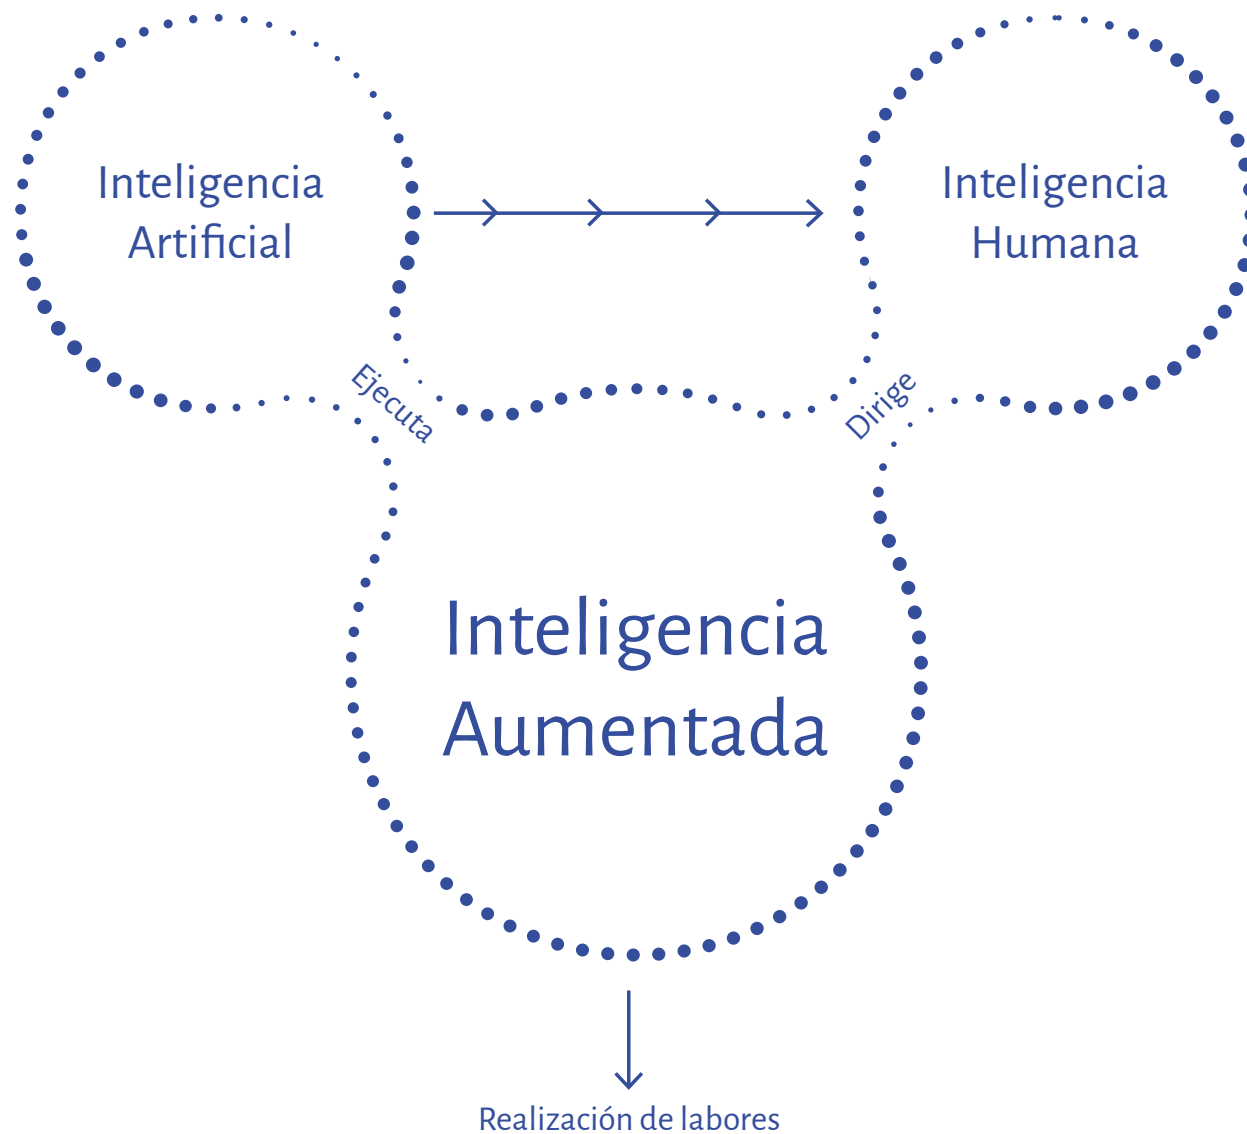 Inteligencia
Artificial
Inteligencia
Humana
Ejecuta
Dirige
Inteligencia
Aumentada
Realización de labores